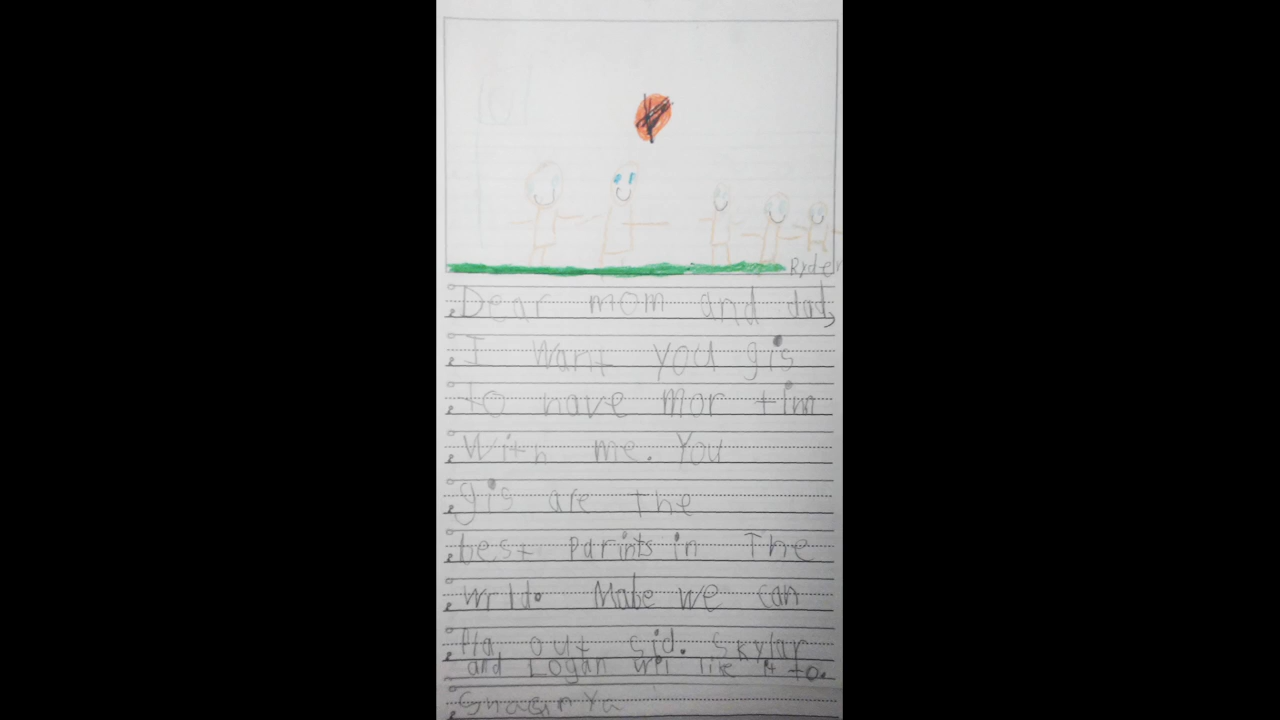 Ryder
Dear mom and dad,
I want you gis
to have mor tim
With me. You
gis are the
best parints in The
wrld. Mabe we can
Pla out sid. Skylar
and Logan wil like it to.